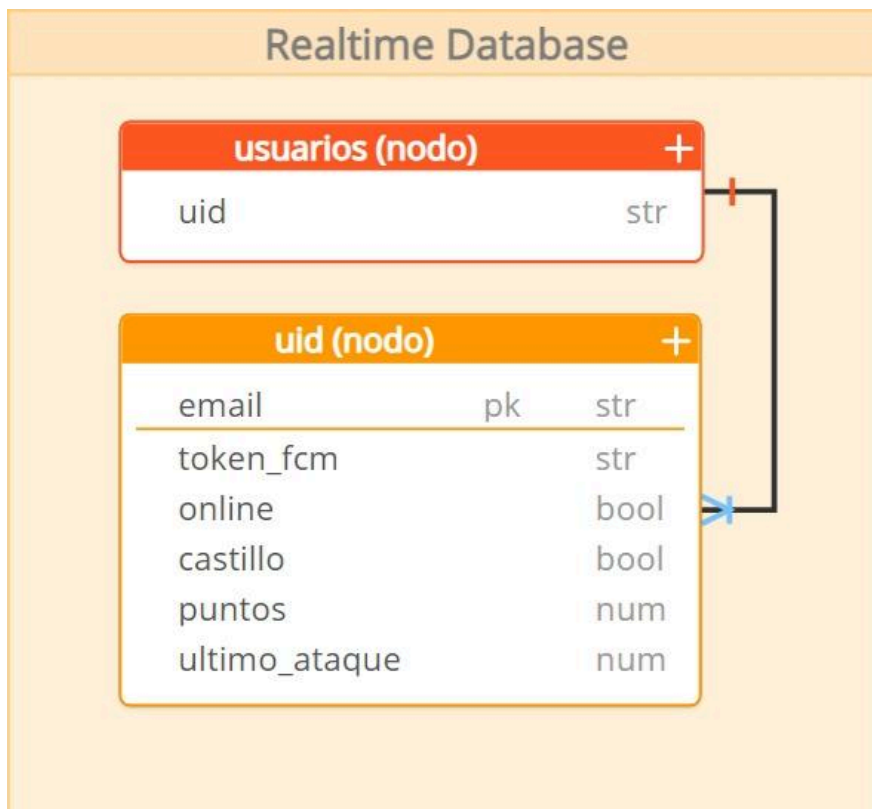 Realtime Database
usuarios (nodo) +
uid str
uid (nodo) +
email pk str
token_fcm str
online bool
castillo bool
puntos num
ultimo_ataque num